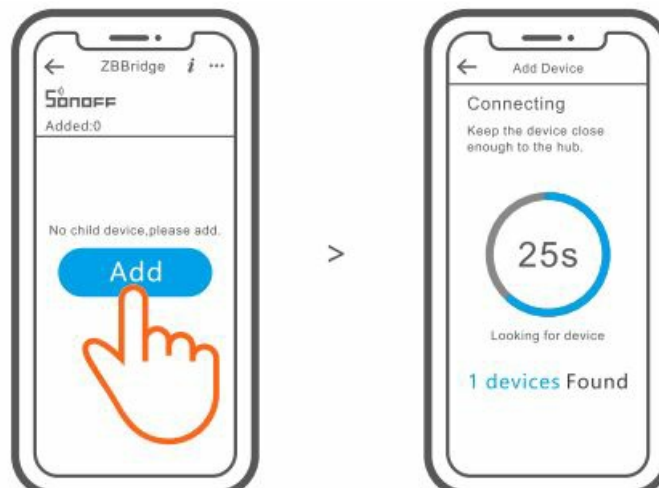 ZBBridge i ...
SONOFF
Added:0
No child device,please add.
Add
>
Add Device
Connecting
Keep the device close
enough to the hub.
25s
Looking for device
1 devices Found